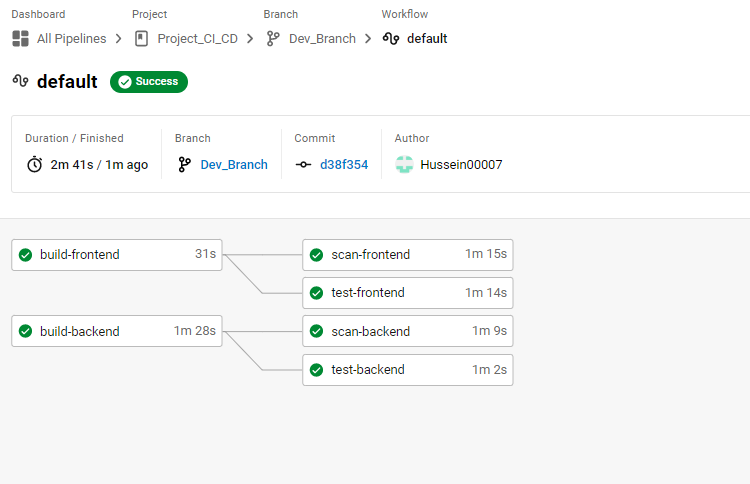 Dashboard Project Branch Workflow
All Pipelines Project_CI_CD Dev_Branch default
default Success
Duration / Finished Branch Commit Author
2m 41s / 1m ago Dev_Branch d38f354 Hussein00007
build-frontend 31s scan-frontend 1m 15s
test-frontend 1m 14s
build-backend 1m 28s scan-backend 1m 9s
test-backend 1m 2s